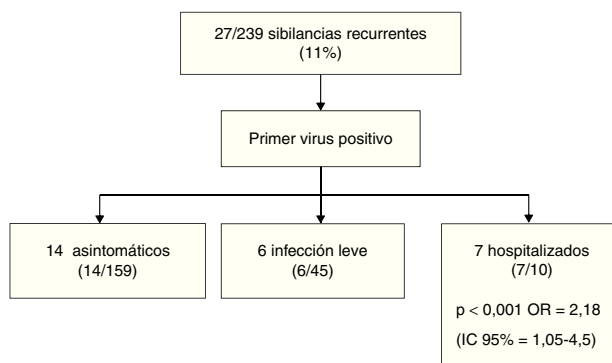 27/239 sibilancias recurrentes
(11%)
Primer virus positivo
14 asintomáticos
(14/159)
6 infección leve
(6/45)
7 hospitalizados
(7/10)
p < 0,001 OR = 2,18
(IC 95% = 1,05-4,5)